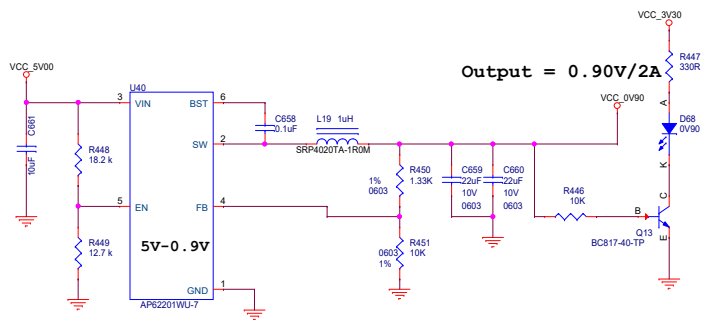 VCC_3V30
R447
330R
Output = 0.90V/2A
VCC_5V00
VCC_0V90
U40
3
VIN
BST
6
C658
0.1uF
L19
1uH
SRP4020TA-1R0M
A
D68
0V90
K
C661
10uF
R448
18.2 k
SW
2
R450
1.33K
1%
0603
C659
22uF
10V
0603
C660
22uF
10V
0603
R446
10K
C
B
Q13
BC817-40-TP
E
5
EN
FB
4
5V-0.9V
R449
12.7 k
R451
10K
0603
1%
GND
1
AP62201WU-7